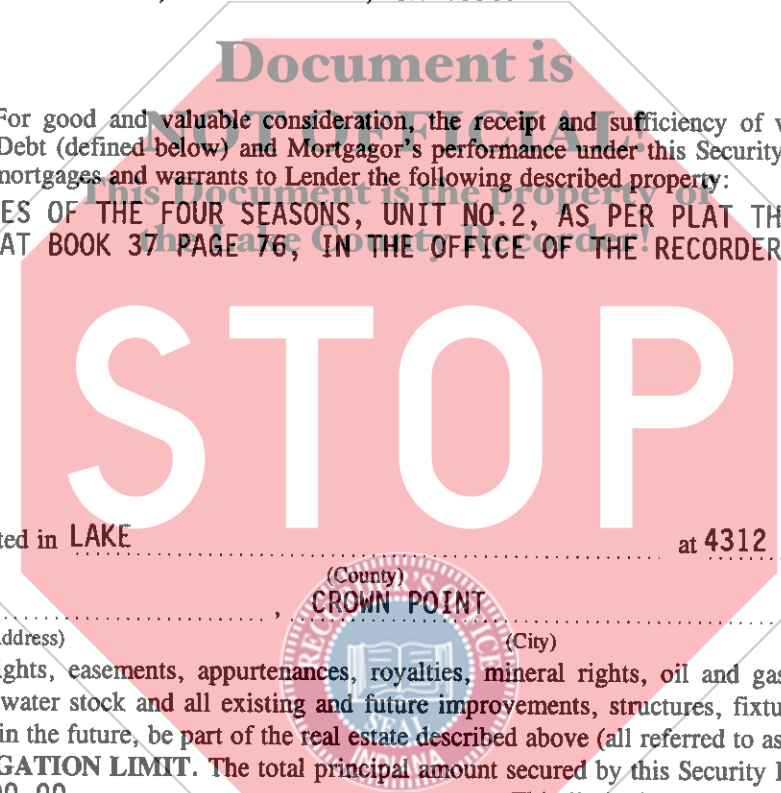 Document is
NOT OFFICIAL!
This Document is the property of
the Lake County Recorder!
For good and valuable consideration, the receipt and sufficiency of
Debt (defined below) and Mortgagor's performance under this Security
mortgages and warrants to Lender the following described property:
ES OF THE FOUR SEASONS, UNIT NO.2, AS PER PLAT TH
AT BOOK 37 PAGE 76, IN THE OFFICE OF THE RECORDER
STOP
ted in LAKE at 4312
(County)
, CROWN POINT
ddress) (City)
ghts, easements, appurtenances, royalties, mineral rights, oil and gas
water stock and all existing and future improvements, structures, fixtu
in the future, be part of the real estate described above (all referred to as
GATION LIMIT. The total principal amount secured by this Security
RECORDER'S OFFICE
SEAL
INDIANA